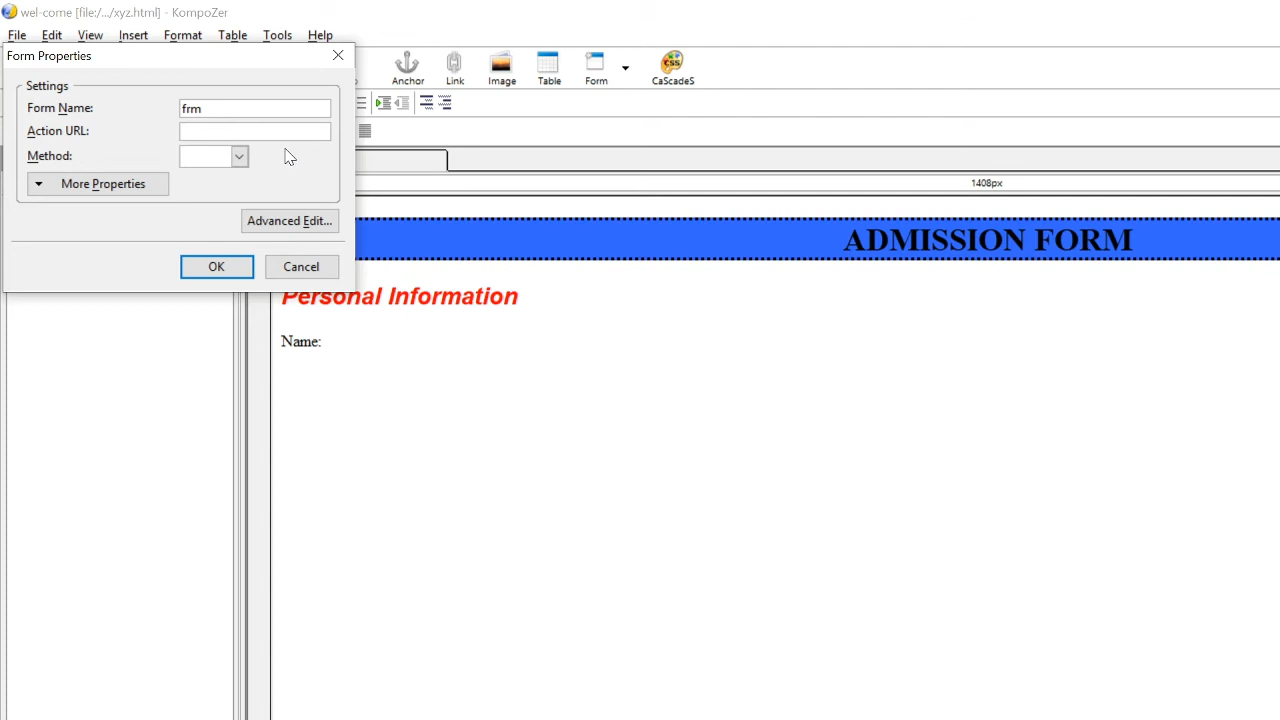 wel-come [file:/.../xyz.html] - KompoZer
File Edit View Insert Format Table Tools Help
Form Properties
Anchor Link Image Table Form CaScadeS
Settings
Form Name: frm
Action URL:
Method:
More Properties
1408px
Advanced Edit...
ADMISSION FORM
OK Cancel
Personal Information
Name: